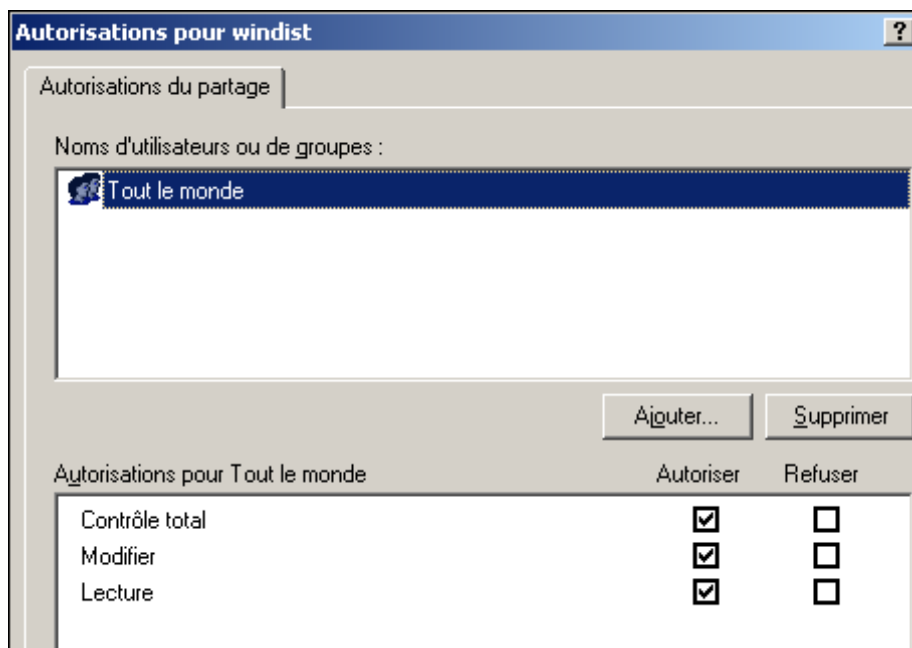 Autorisations pour windist
?
Autorisations du partage
Noms d'utilisateurs ou de groupes :
Tout le monde
Ajouter...
Supprimer
Autorisations pour Tout le monde
Autoriser
Refuser
Contrôle total
Modifier
Lecture